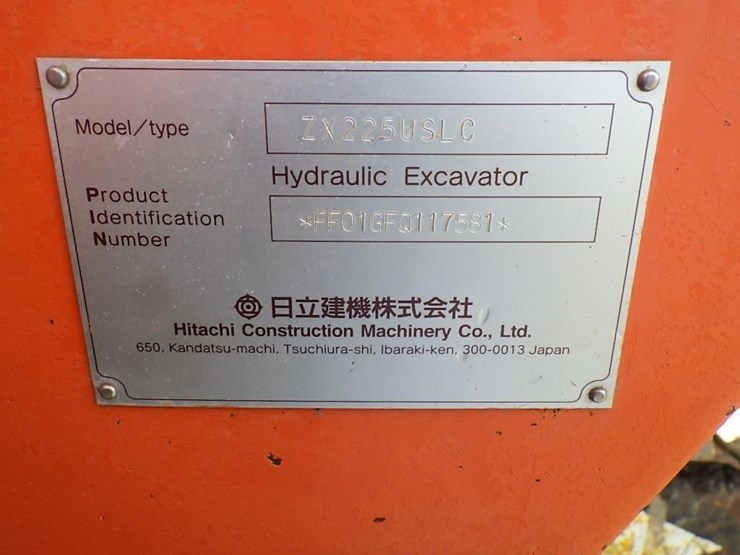 Model/type ZX225USLC
Hydraulic Excavator
Product
Identification
Number
*FF01GFQ117581*
日立建機株式会社
Hitachi Construction Machinery Co., Ltd.
650, Kandatsu-machi, Tsuchiura-shi, Ibaraki-ken, 300-0013 Japan